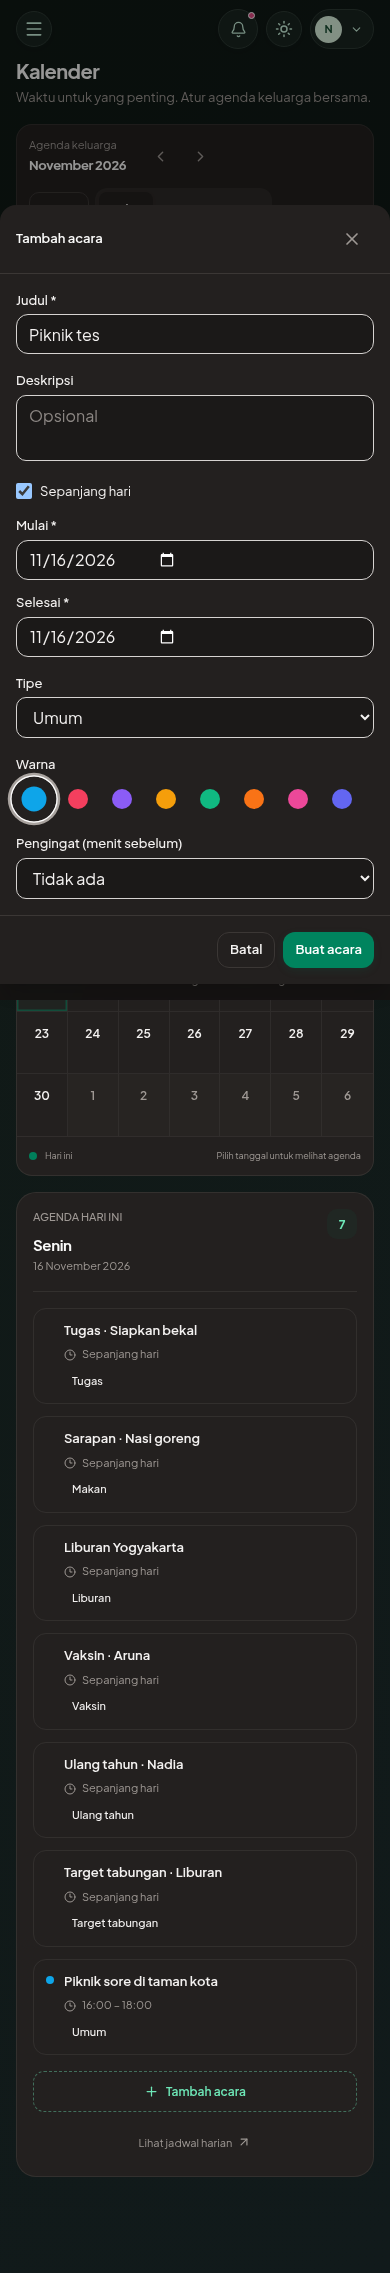 N
Kalender
Waktu untuk yang penting. Atur agenda keluarga bersama.
Agenda keluarga
November 2026
Tambah acara
Judul *
Piknik tes
Deskripsi
Opsional
Sepanjang hari
Mulai *
11/16/2026
Selesai *
11/16/2026
Tipe
Umum
Warna
Pengingat (menit sebelum)
Tidak ada
Batal
Buat acara
23 24 25 26 27 28 29
30 1 2 3 4 5 6
Hari ini
Pilih tanggal untuk melihat agenda
AGENDA HARI INI
7
Senin
16 November 2026
Tugas · Siapkan bekal
Sepanjang hari
Tugas
Sarapan · Nasi goreng
Sepanjang hari
Makan
Liburan Yogyakarta
Sepanjang hari
Liburan
Vaksin · Aruna
Sepanjang hari
Vaksin
Ulang tahun · Nadia
Sepanjang hari
Ulang tahun
Target tabungan · Liburan
Sepanjang hari
Target tabungan
Piknik sore di taman kota
16:00 – 18:00
Umum
+ Tambah acara
Lihat jadwal harian